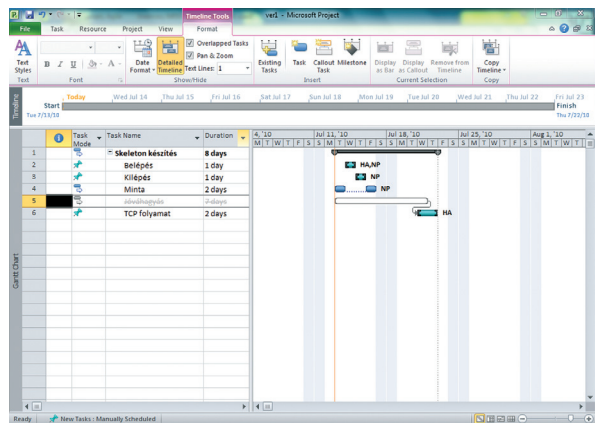 Timeline Tools
ver1 - Microsoft Project
File Task Resource Project View Format
Text Styles
Date Format
Detailed Timeline
Overlapped Tasks
Pan & Zoom
Text Lines: 1
Existing Tasks
Task
Callout Task
Milestone
Display as Bar
Display as Callout
Remove from Timeline
Copy Timeline
Text Font Show/Hide Insert Current Selection Copy
Timeline
Today Wed Jul 14 Thu Jul 15 Fri Jul 16 Sat Jul 17 Sun Jul 18 Mon Jul 19 Tue Jul 20 Wed Jul 21 Thu Jul 22 Fri Jul 23
Start
Tue 7/13/10
Finish
Thu 7/22/10
Task Mode Task Name Duration
4, '10 Jul 11, '10 Jul 18, '10 Jul 25, '10 Aug 1, '10
M T W T F S S M T W T F S S M T W T F S S M T W T F S S M T W T F S
1 Skeleton készítés 8 days
2 Belépés 1 day HA,NP
3 Kilépés 1 day NP
4 Minta 2 days NP
5 Jóváhagyás 7 days
6 TCP folyamat 2 days HA
Gantt Chart
Ready New Tasks : Manually Scheduled